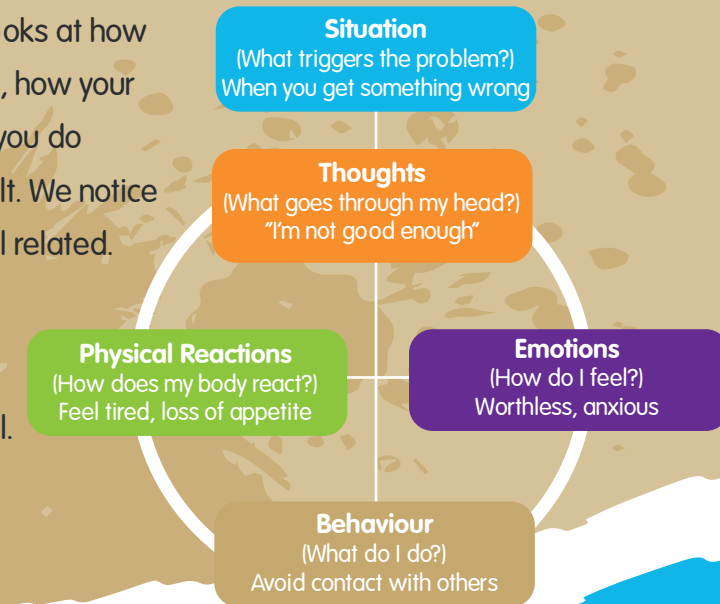 oks at how
, how your
you do
lt. We notice
l related.
l.
Situation
(What triggers the problem?)
When you get something wrong
Thoughts
(What goes through my head?)
"I'm not good enough"
Physical Reactions
(How does my body react?)
Feel tired, loss of appetite
Emotions
(How do I feel?)
Worthless, anxious
Behaviour
(What do I do?)
Avoid contact with others